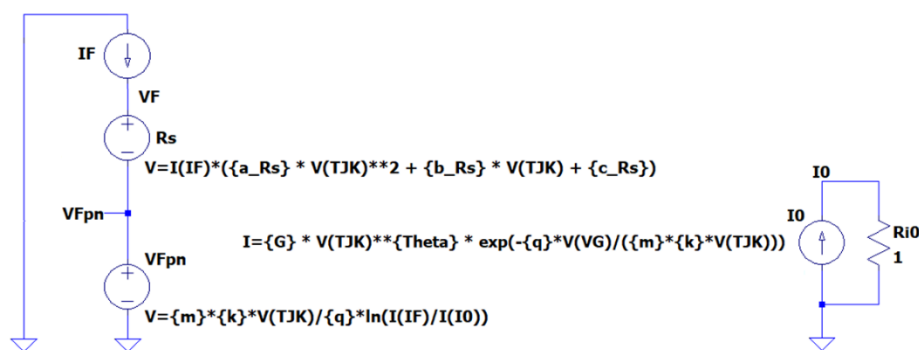 IF
VF
Rs
V=I(IF)*({a_Rs} * V(TJK)**2 + {b_Rs} * V(TJK) + {c_Rs})
I0
VFpn
I0
I={G} * V(TJK)**{Theta} * exp(-{q}*V(VG)/({m}*{k}*V(TJK)))
Ri0
1
VFpn
V={m}*{k}*V(TJK)/{q}*ln(I(IF)/I(I0))